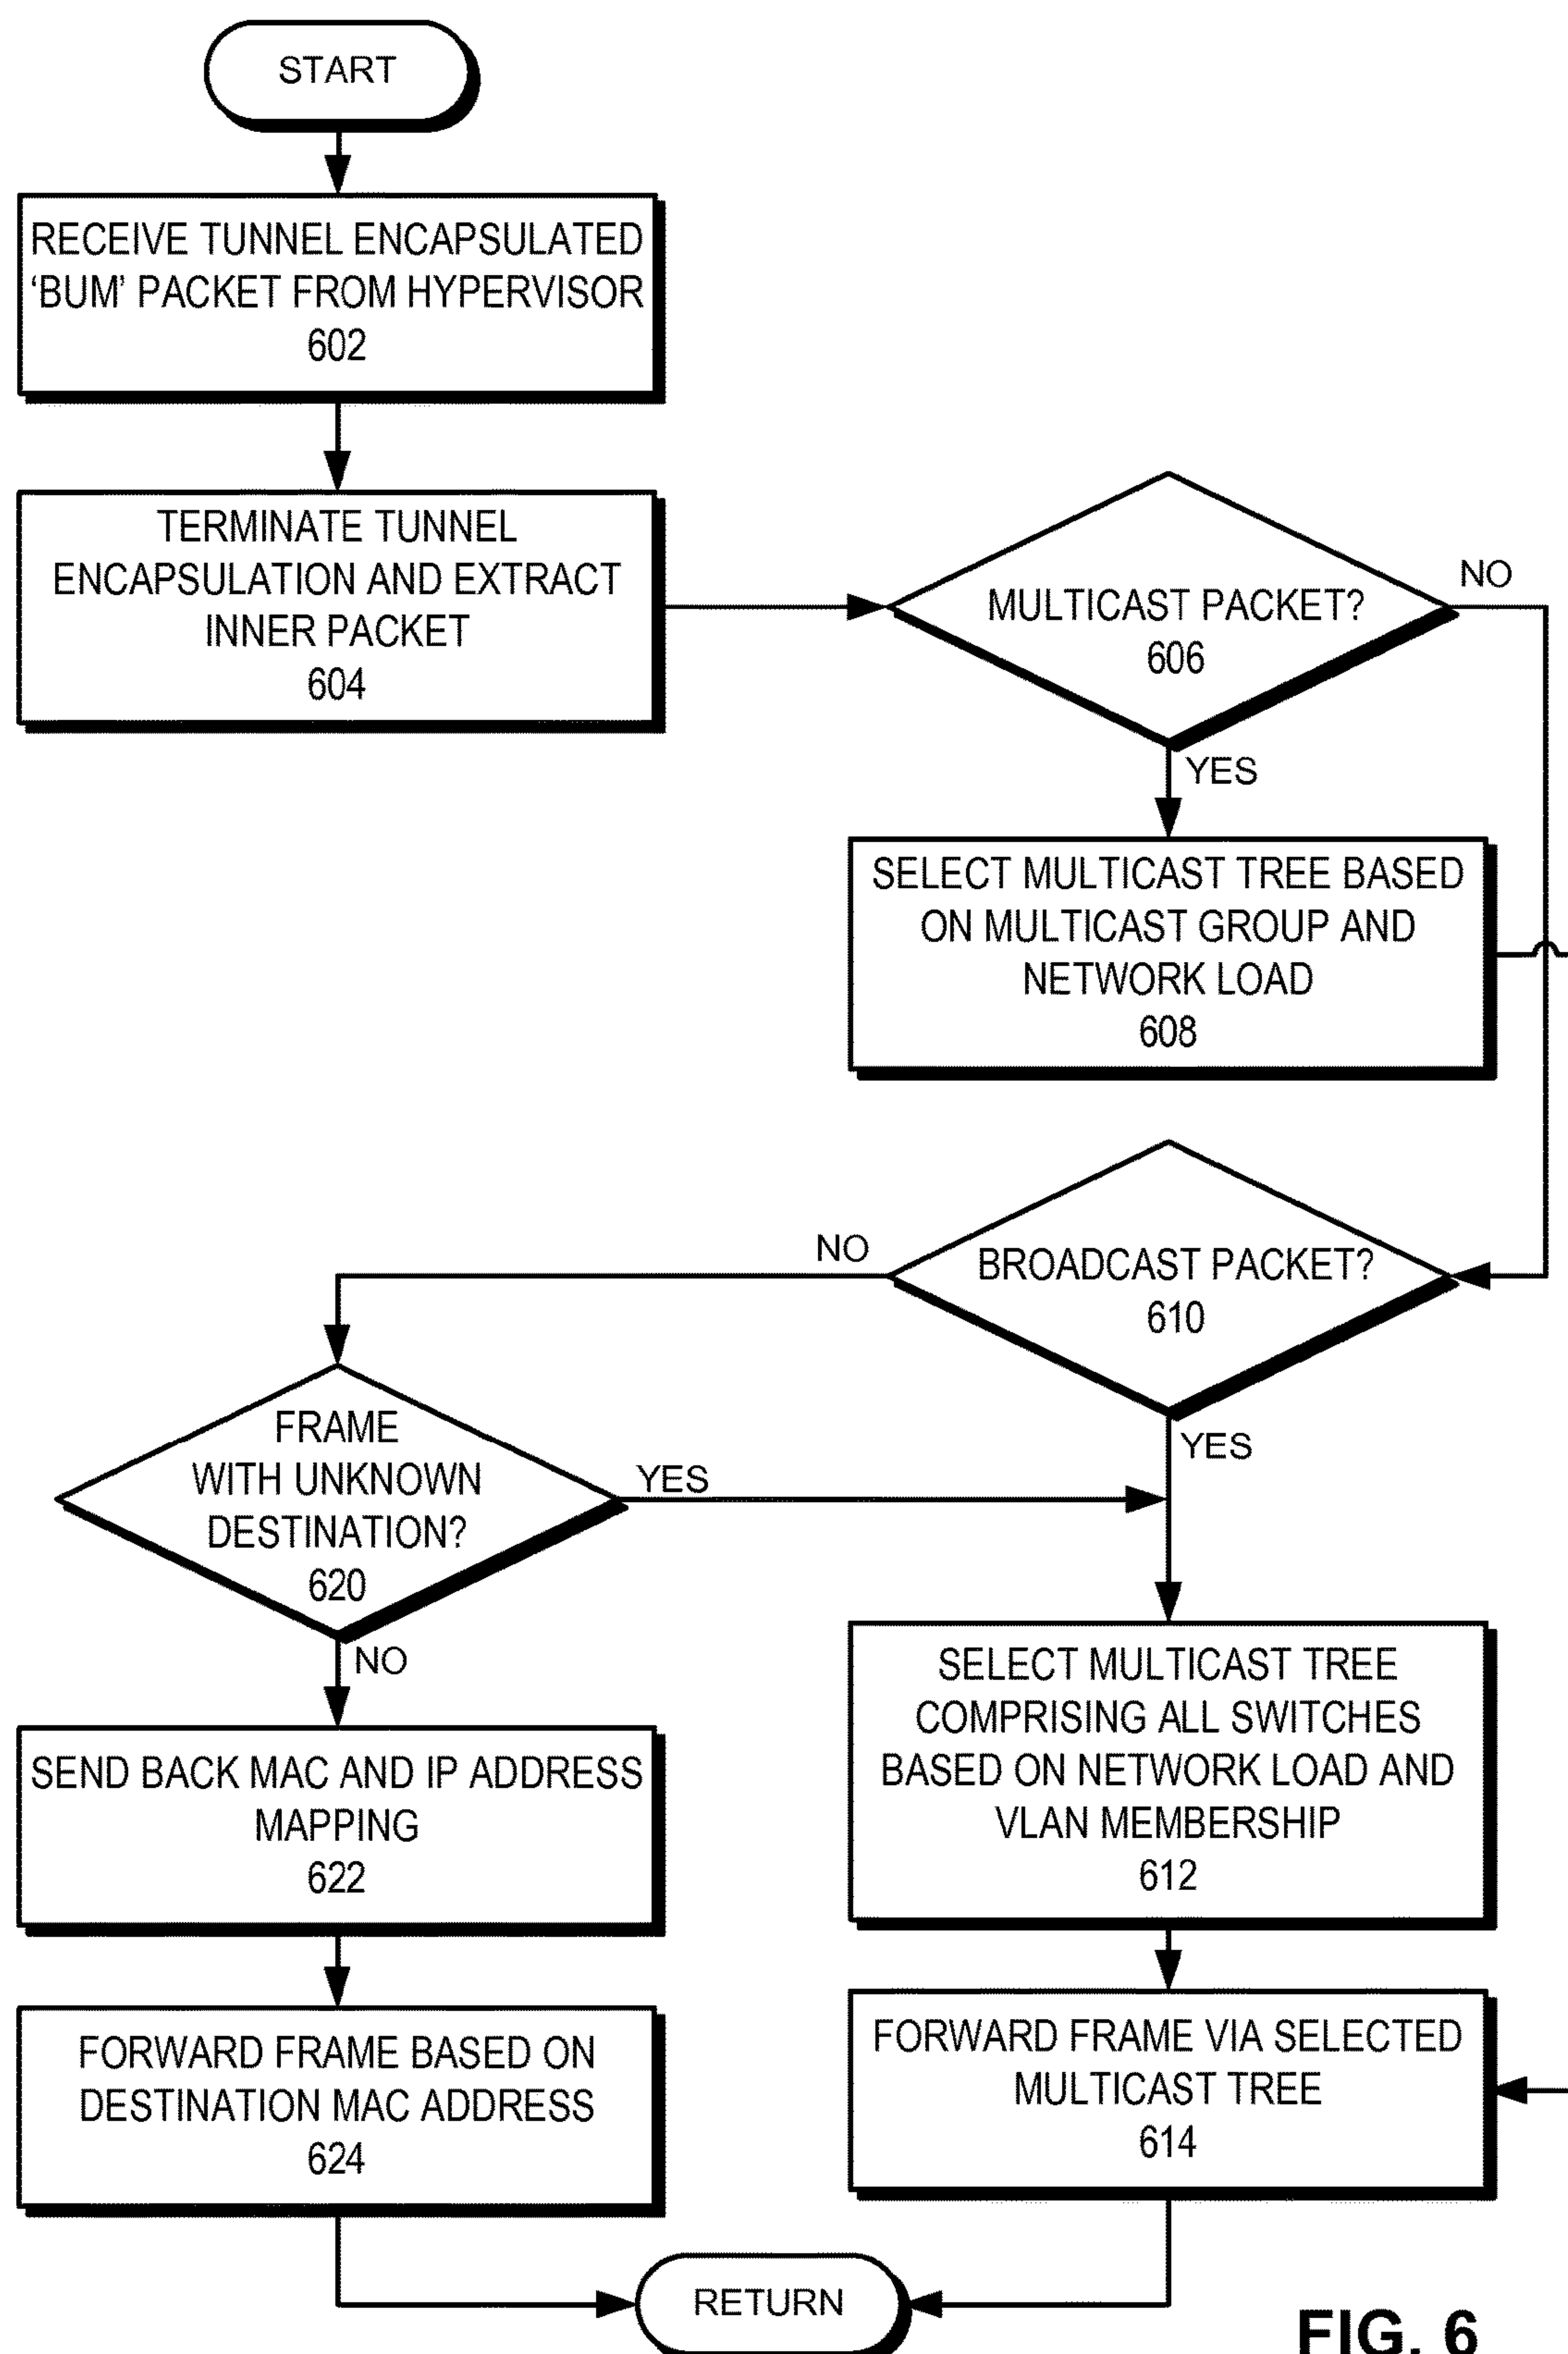 START
RECEIVE TUNNEL ENCAPSULATED
‘BUM’ PACKET FROM HYPERVISOR
602
TERMINATE TUNNEL
ENCAPSULATION AND EXTRACT
INNER PACKET
604
MULTICAST PACKET?
606
NO
YES
SELECT MULTICAST TREE BASED
ON MULTICAST GROUP AND
NETWORK LOAD
608
BROADCAST PACKET?
610
NO
YES
FRAME
WITH UNKNOWN
DESTINATION?
620
YES
NO
SELECT MULTICAST TREE
COMPRISING ALL SWITCHES
BASED ON NETWORK LOAD AND
VLAN MEMBERSHIP
612
SEND BACK MAC AND IP ADDRESS
MAPPING
622
FORWARD FRAME BASED ON
DESTINATION MAC ADDRESS
624
FORWARD FRAME VIA SELECTED
MULTICAST TREE
614
RETURN
FIG. 6